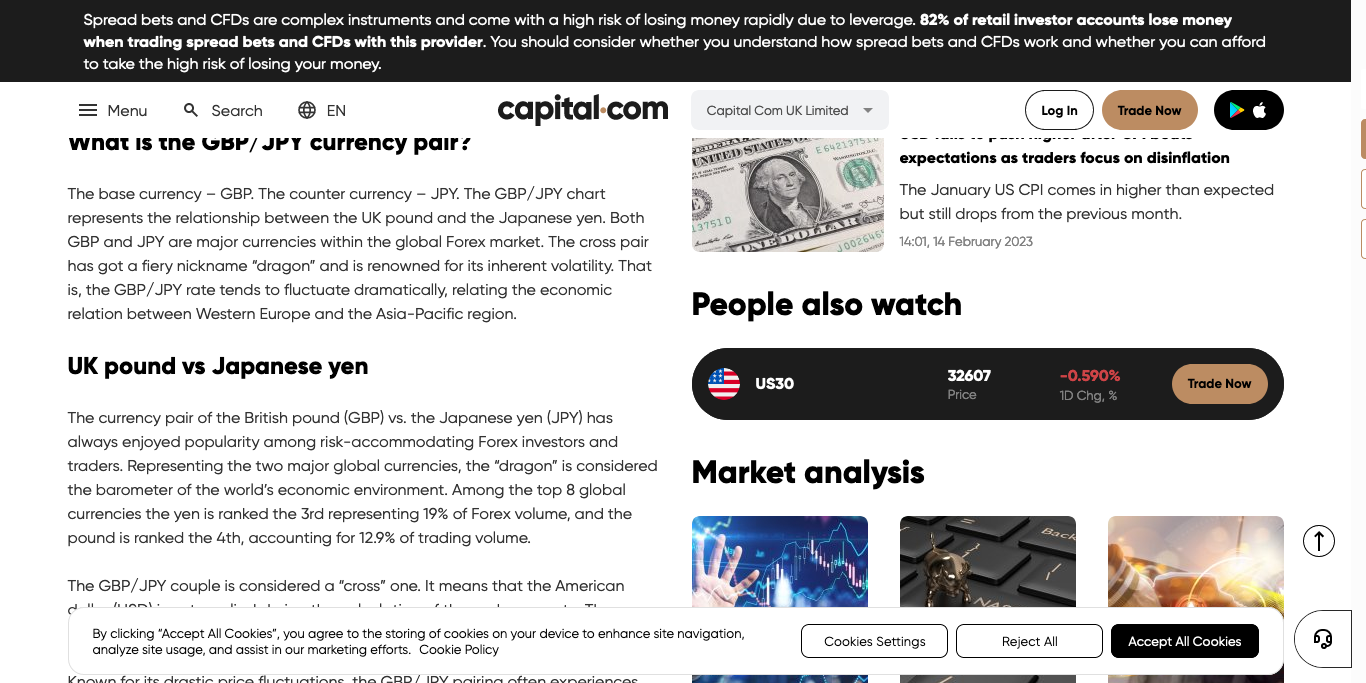 Spread bets and CFDs are complex instruments and come with a high risk of losing money rapidly due to leverage. 82% of retail investor accounts lose money
when trading spread bets and CFDs with this provider. You should consider whether you understand how spread bets and CFDs work and whether you can afford
to take the high risk of losing your money.
Menu
Search
EN
capital.com
Capital Com UK Limited
Log In
Trade Now
What is the GBP/JPY currency pair?
The base currency – GBP. The counter currency – JPY. The GBP/JPY chart
represents the relationship between the UK pound and the Japanese yen. Both
GBP and JPY are major currencies within the global Forex market. The cross pair
has got a fiery nickname “dragon” and is renowned for its inherent volatility. That
is, the GBP/JPY rate tends to fluctuate dramatically, relating the economic
relation between Western Europe and the Asia-Pacific region.
UK pound vs Japanese yen
The currency pair of the British pound (GBP) vs. the Japanese yen (JPY) has
always enjoyed popularity among risk-accommodating Forex investors and
traders. Representing the two major global currencies, the “dragon” is considered
the barometer of the world’s economic environment. Among the top 8 global
currencies the yen is ranked the 3rd representing 19% of Forex volume, and the
pound is ranked the 4th, accounting for 12.9% of trading volume.
The GBP/JPY couple is considered a “cross” one. It means that the American
Known for its drastic price fluctuations, the GBP/JPY pairing often experiences
expectations as traders focus on disinflation
The January US CPI comes in higher than expected
but still drops from the previous month.
14:01, 14 February 2023
UNITED STATES
ONE DOLLAR
People also watch
US30
32607
Price
-0.590%
1D Chg, %
Trade Now
Market analysis
Back
By clicking “Accept All Cookies”, you agree to the storing of cookies on your device to enhance site navigation,
analyze site usage, and assist in our marketing efforts. Cookie Policy
Cookies Settings
Reject All
Accept All Cookies